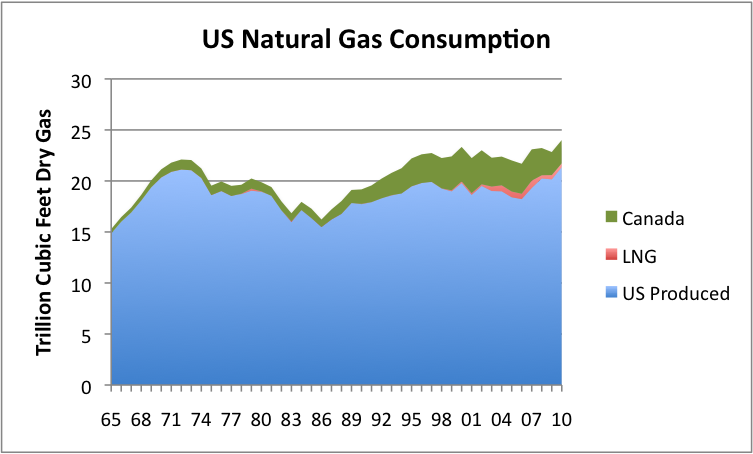 US Natural Gas Consumption
Trillion Cubic Feet Dry Gas
30
25
20
15
10
5
0
65 68 71 74 77 80 83 86 89 92 95 98 01 04 07 10
Canada
LNG
US Produced